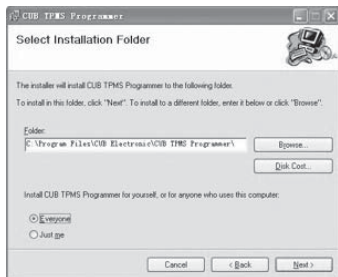 CUB TPMS Programmer
Select Installation Folder
The installer will install CUB TPMS Programmer to the following folder.
To install in this folder, click "Next". To install to a different folder, enter it below or click "Browse".
Folder:
C:\Program Files\CUB Electronic\CUB TPMS Programmer\
Browse...
Disk Cost...
Install CUB TPMS Programmer for yourself, or for anyone who uses this computer:
Everyone
Just me
Cancel
< Back
Next >